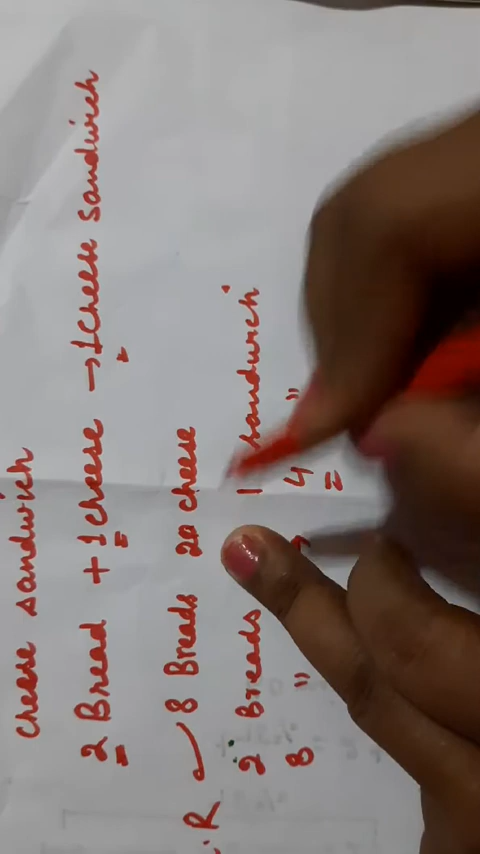 cheese sandwich
2 Bread + 1 cheese → 1 cheese sandwich
∴ R ✓ 8 Breads 20 cheese
2 Breads 1 sandwich
8 " 4 "